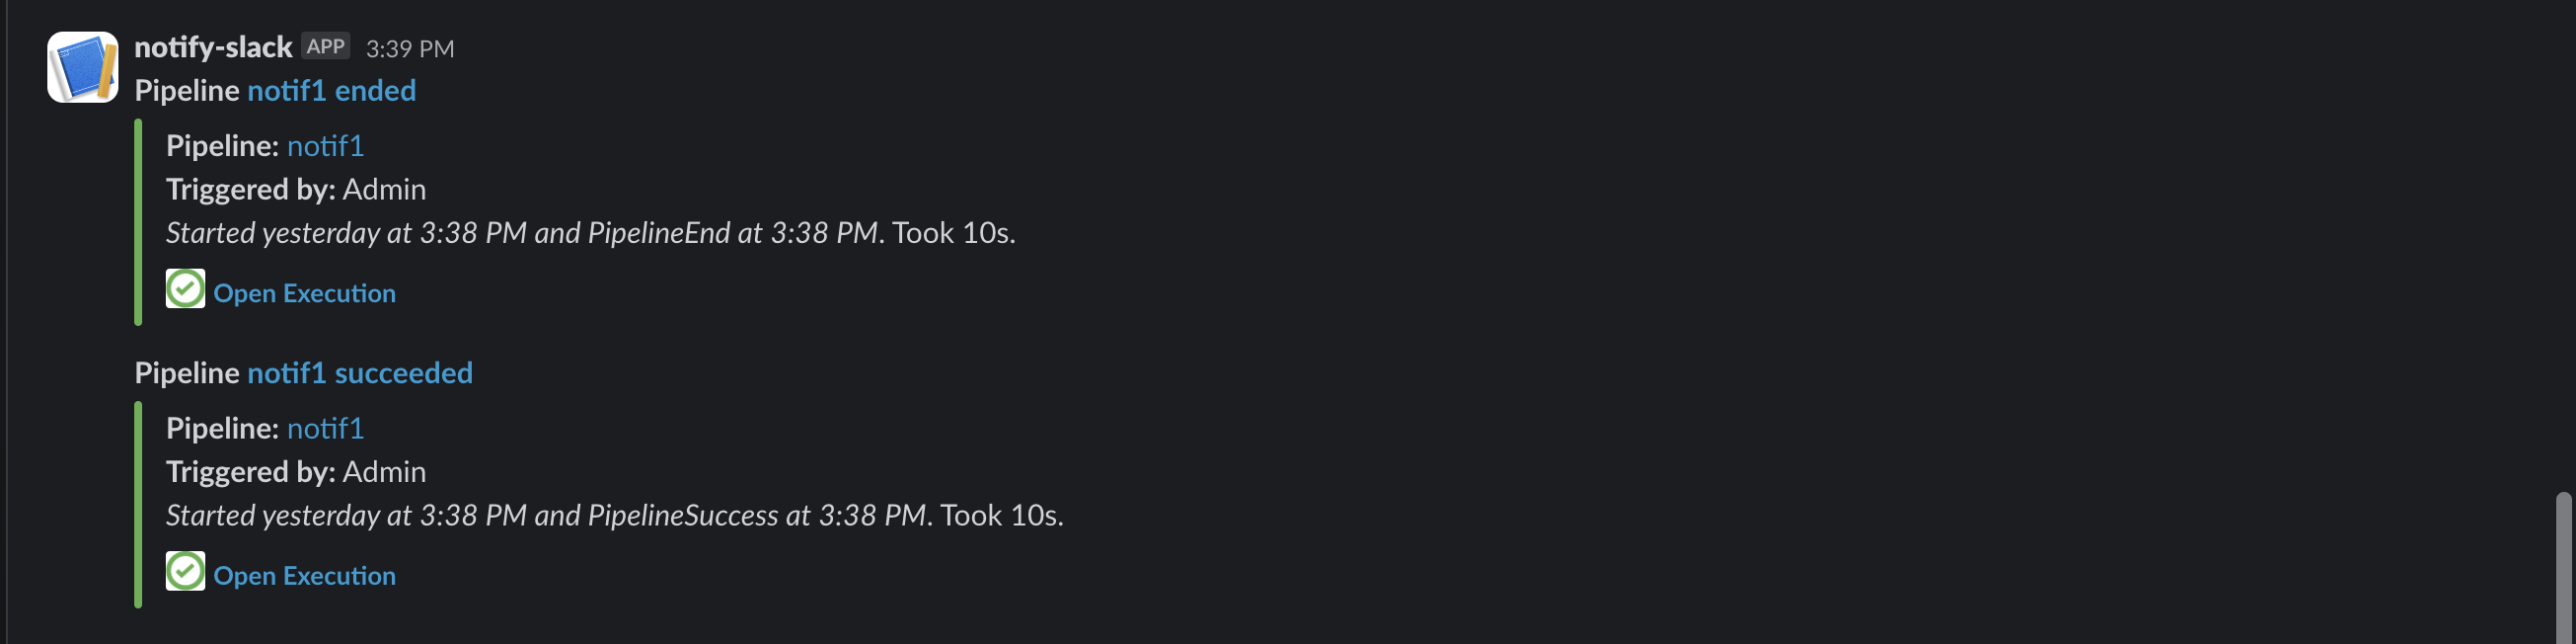 notify-slack APP 3:39 PM
Pipeline notif1 ended
Pipeline: notif1
Triggered by: Admin
Started yesterday at 3:38 PM and PipelineEnd at 3:38 PM. Took 10s.
Open Execution
Pipeline notif1 succeeded
Pipeline: notif1
Triggered by: Admin
Started yesterday at 3:38 PM and PipelineSuccess at 3:38 PM. Took 10s.
Open Execution